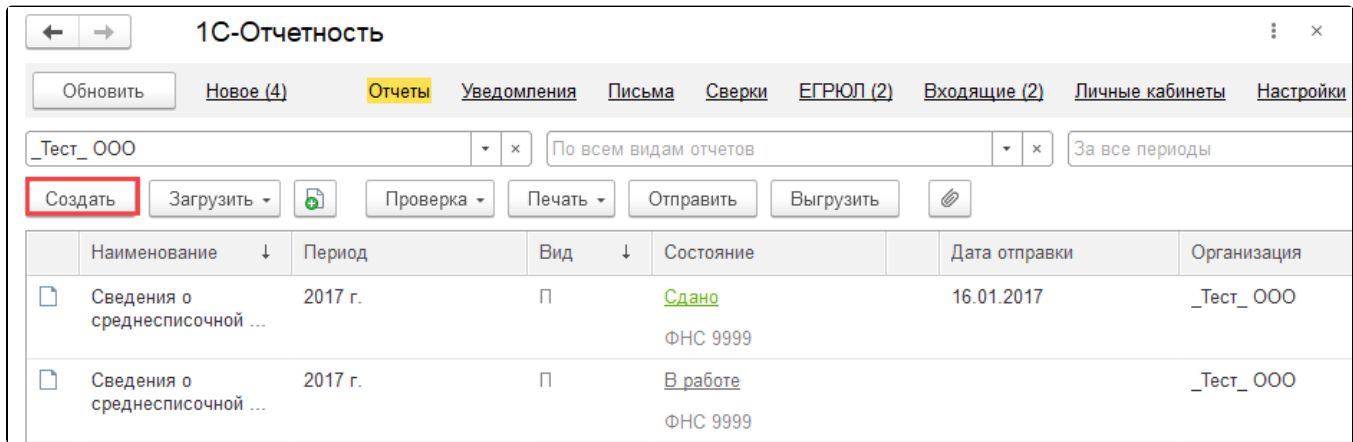 1С-Отчетность
Обновить Новое (4) Отчеты Уведомления Письма Сверки ЕГРЮЛ (2) Входящие (2) Личные кабинеты Настройки
_Тест_ ООО По всем видам отчетов За все периоды
Создать Загрузить Проверка Печать Отправить Выгрузить
Наименование ↓ Период Вид ↓ Состояние Дата отправки Организация
Сведения о 2017 г. П Сдано 16.01.2017 _Тест_ ООО
среднесписочной ...
ФНС 9999
Сведения о 2017 г. П В работе _Тест_ ООО
среднесписочной ...
ФНС 9999